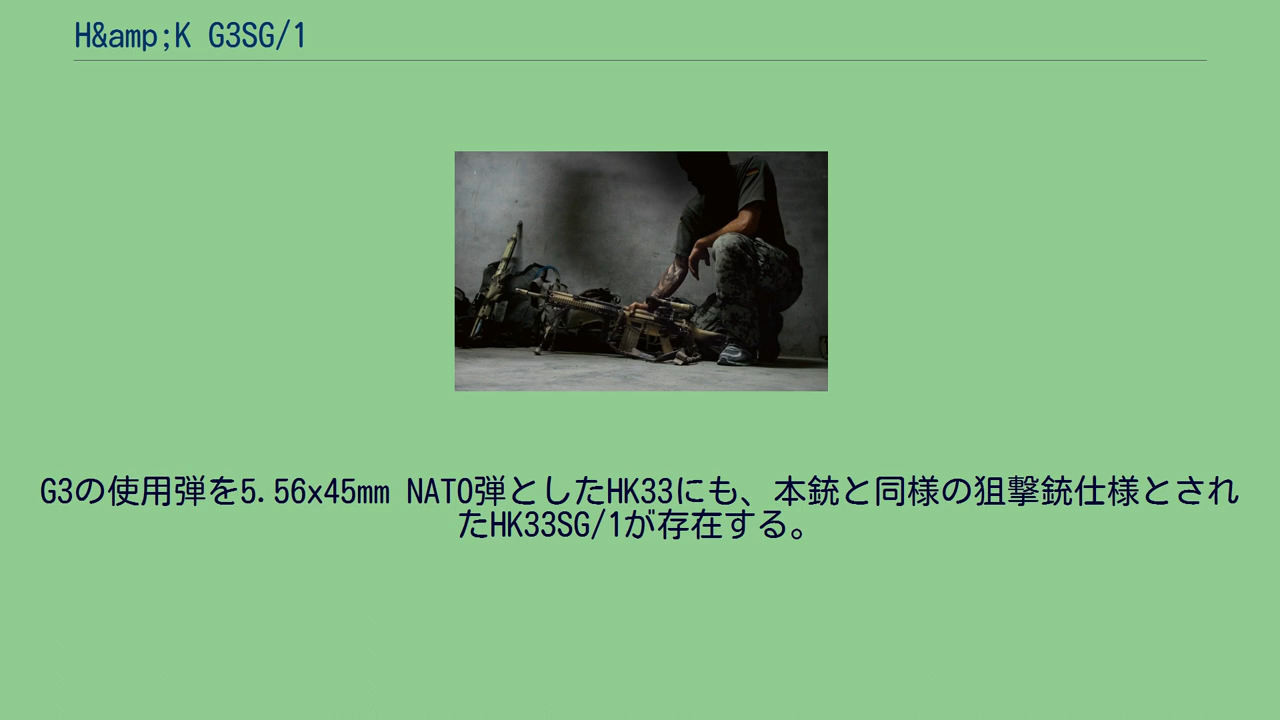 H&amp;K G3SG/1
G3の使用弾を5.56x45mm NATO弾としたHK33にも、本銃と同様の狙撃銃仕様とされ
たHK33SG/1が存在する。